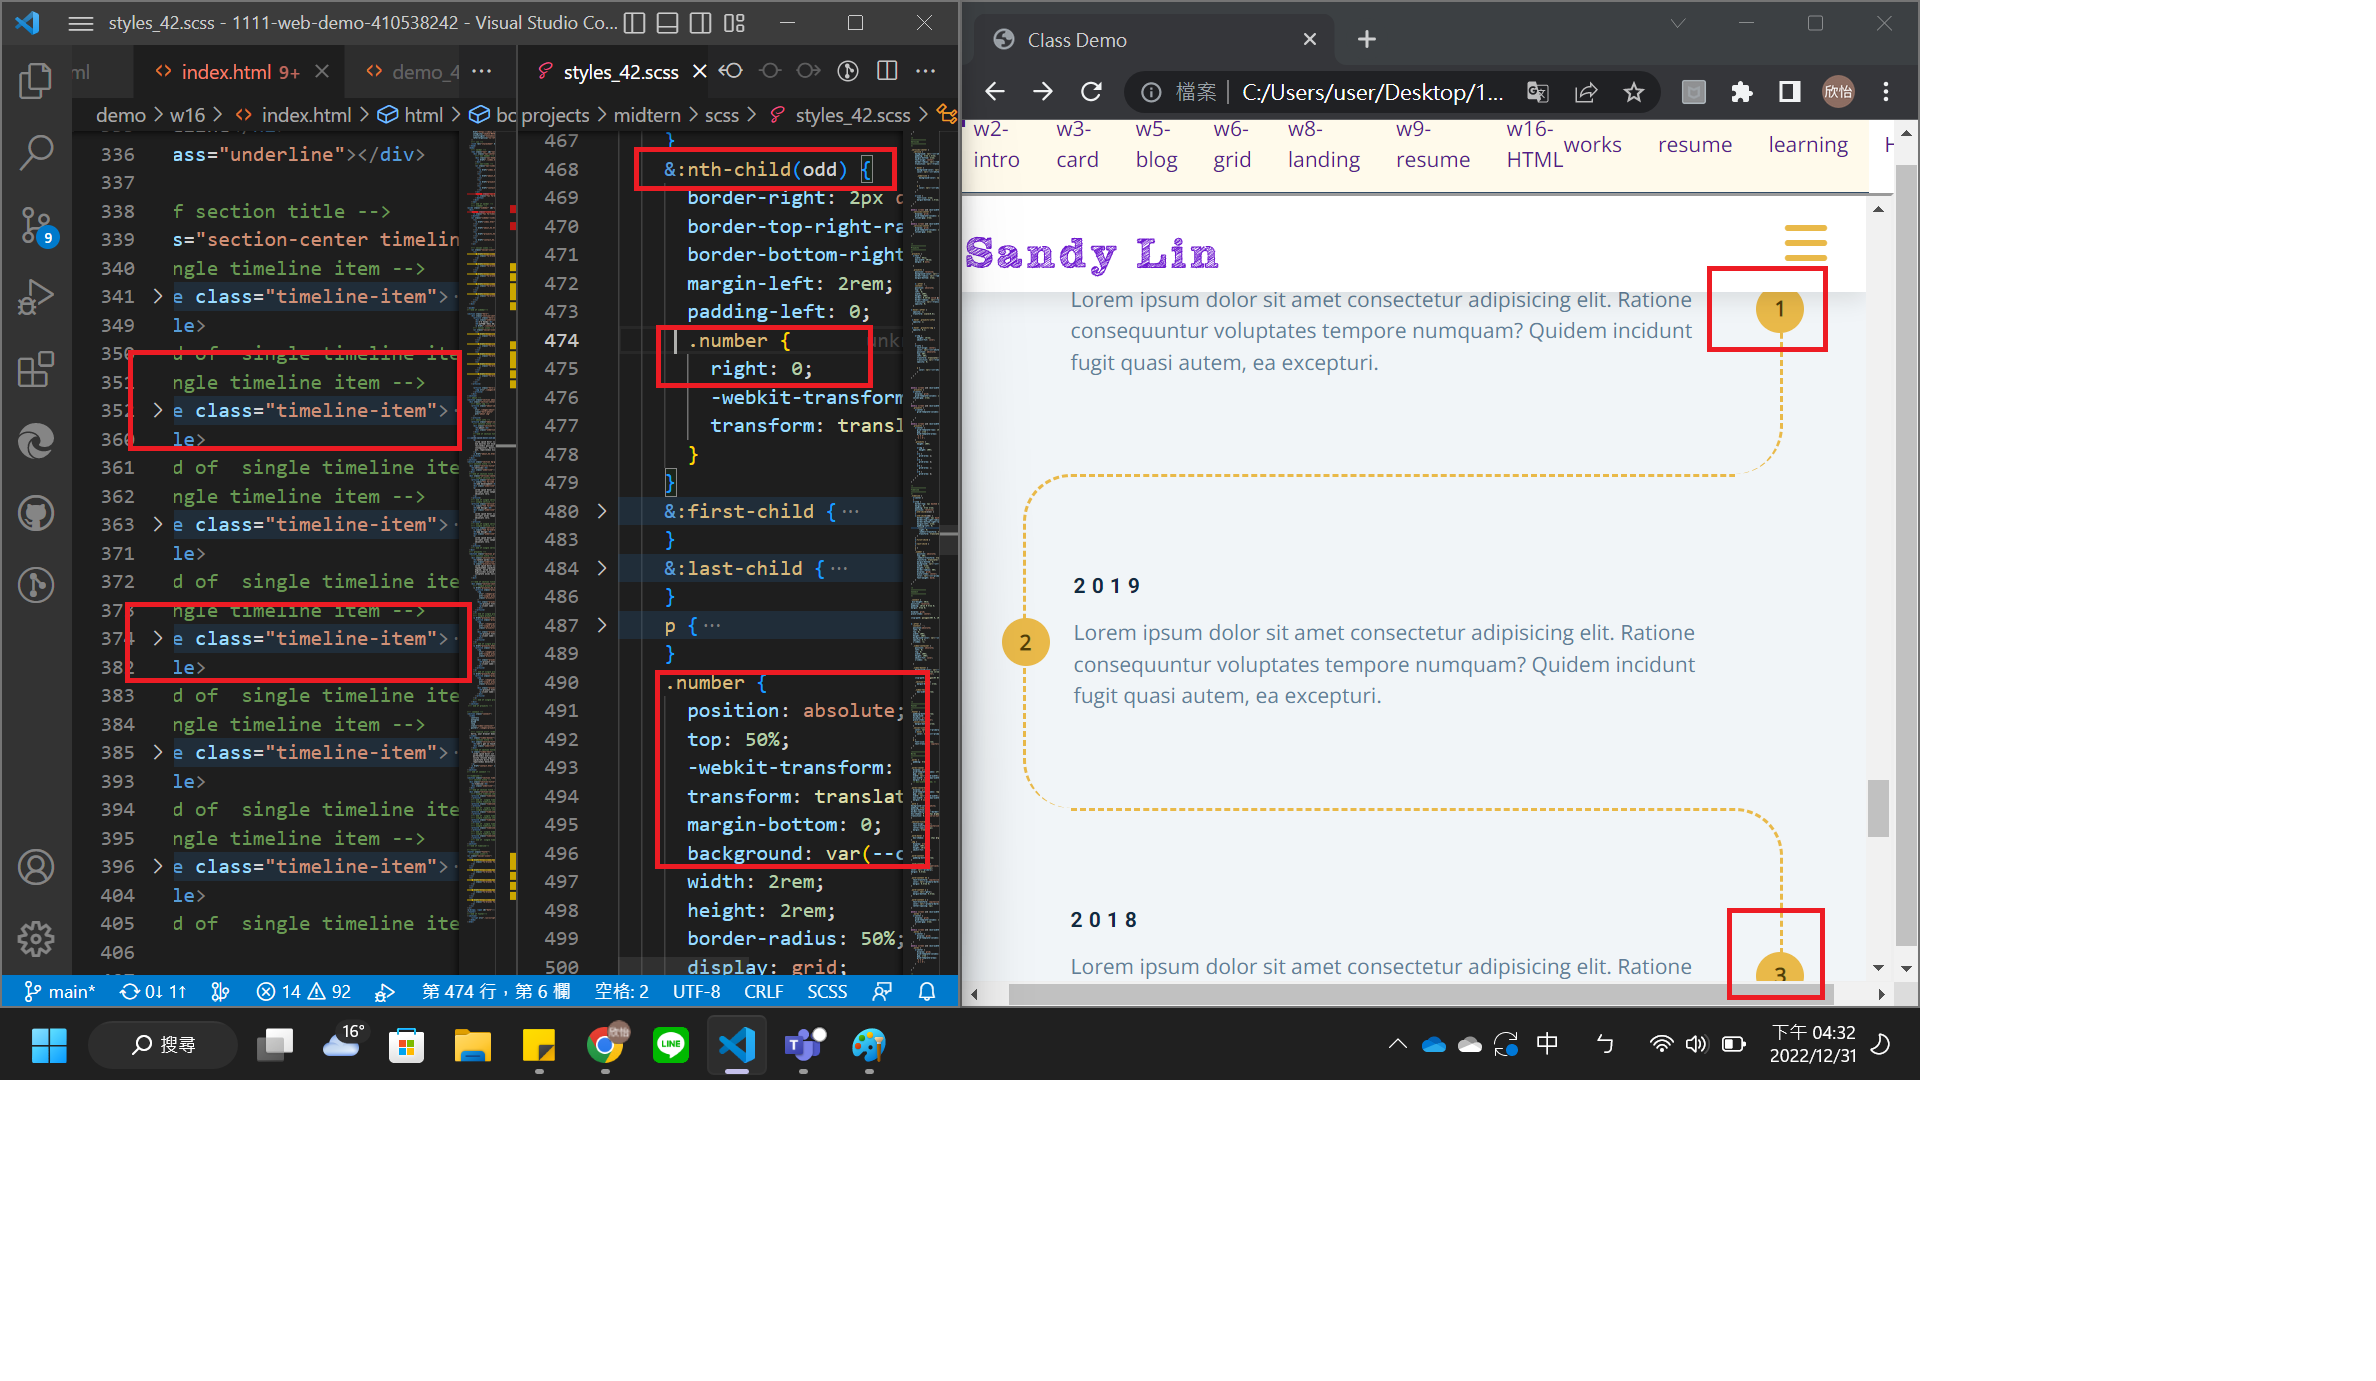 styles_42.scss - 1111-web-demo-410538242 - Visual Studio Co...
ml
index.html 9+
demo_4
demo > w16 > index.html > html > bc
336 ass="underline"></div>
337
338 f section title -->
339 s="section-center timelin
340 ngle timeline item -->
341 e class="timeline-item">
349 le>
350 d of single timeline ite
351 ngle timeline item -->
352 e class="timeline-item">
360 le>
361 d of  single timeline ite
362 ngle timeline item -->
363 e class="timeline-item">
371 le>
372 d of  single timeline ite
373 ngle timeline item -->
374 e class="timeline-item">
382 le>
383 d of  single timeline ite
384 ngle timeline item -->
385 e class="timeline-item">
393 le>
394 d of  single timeline ite
395 ngle timeline item -->
396 e class="timeline-item">
404 le>
405 d of  single timeline ite
406
9
styles_42.scss
projects > midtern > scss > styles_42.scss >
467 }
468 &:nth-child(odd) {
469 border-right: 2px
470 border-top-right-ra
471 border-bottom-right
472 margin-left: 2rem;
473 padding-left: 0;
474 .number {
475 right: 0;
476 -webkit-transform
477 transform: transl
478 }
479 }
480 &:first-child {...
483 }
484 &:last-child {...
486 }
487 p {...
489 }
490 .number {
491 position: absolute;
492 top: 50%;
493 -webkit-transform:
494 transform: translat
495 margin-bottom: 0;
496 background: var(--c
497 width: 2rem;
498 height: 2rem;
499 border-radius: 50%;
500 display: grid;
main* 0↓ 1↑ 14 92 第 474 行，第 6 欄 空格: 2 UTF-8 CRLF SCSS
Class Demo
檔案 | C:/Users/user/Desktop/1...
欣怡
w2-intro
w3-card
w5-blog
w6-grid
w8-landing
w9-resume
w16-HTML
works
resume
learning
Sandy Lin
Lorem ipsum dolor sit amet consectetur adipisicing elit. Ratione
consequuntur voluptates tempore numquam? Quidem incidunt
fugit quasi autem, ea excepturi.
1
2019
Lorem ipsum dolor sit amet consectetur adipisicing elit. Ratione
consequuntur voluptates tempore numquam? Quidem incidunt
fugit quasi autem, ea excepturi.
2
2018
Lorem ipsum dolor sit amet consectetur adipisicing elit. Ratione
3
搜尋
16°
欣怡
LINE
中
ㄅ
下午 04:32
2022/12/31